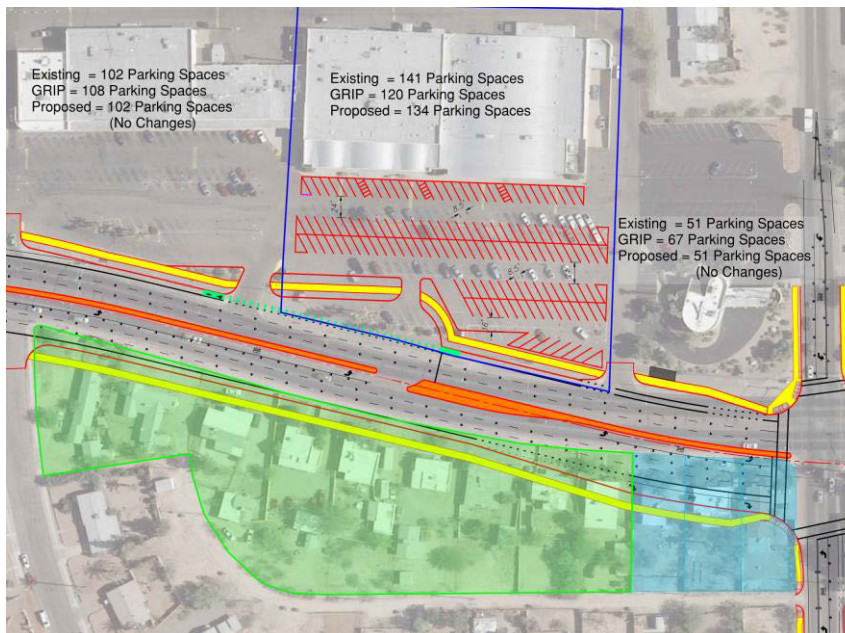 Existing = 102 Parking Spaces
GRIP = 108 Parking Spaces
Proposed = 102 Parking Spaces
(No Changes)
Existing = 141 Parking Spaces
GRIP = 120 Parking Spaces
Proposed = 134 Parking Spaces
Existing = 51 Parking Spaces
GRIP = 67 Parking Spaces
Proposed = 51 Parking Spaces
(No Changes)
16'